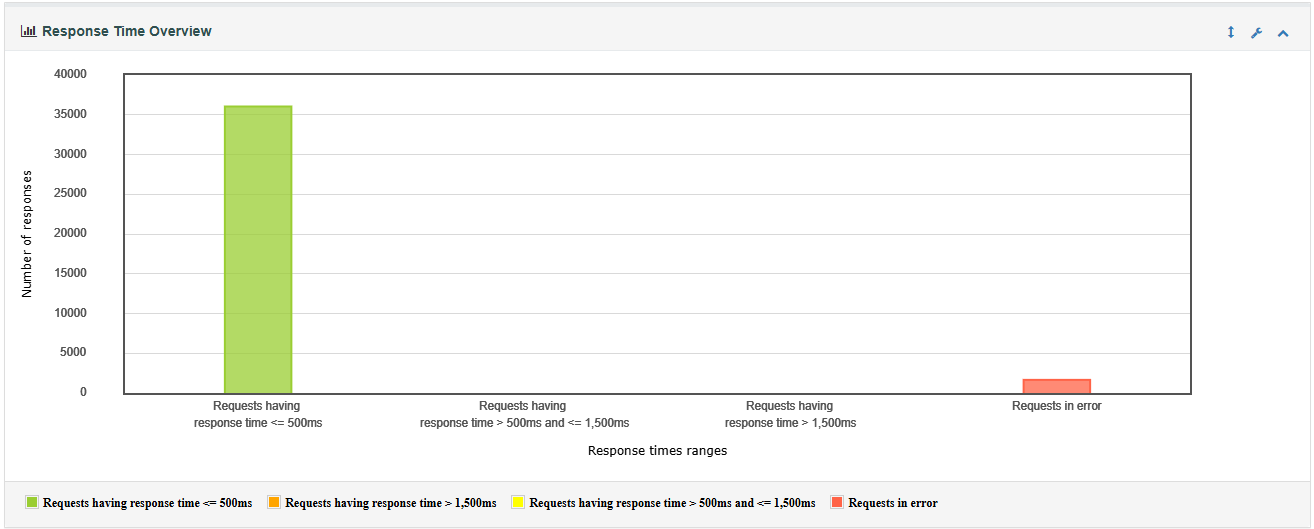 Response Time Overview
40000
35000
30000
25000
20000
15000
10000
5000
0
Number of responses
Requests having
response time <= 500ms
Requests having
response time > 500ms and <= 1,500ms
Requests having
response time > 1,500ms
Requests in error
Response times ranges
Requests having response time <= 500ms
Requests having response time > 1,500ms
Requests having response time > 500ms and <= 1,500ms
Requests in error